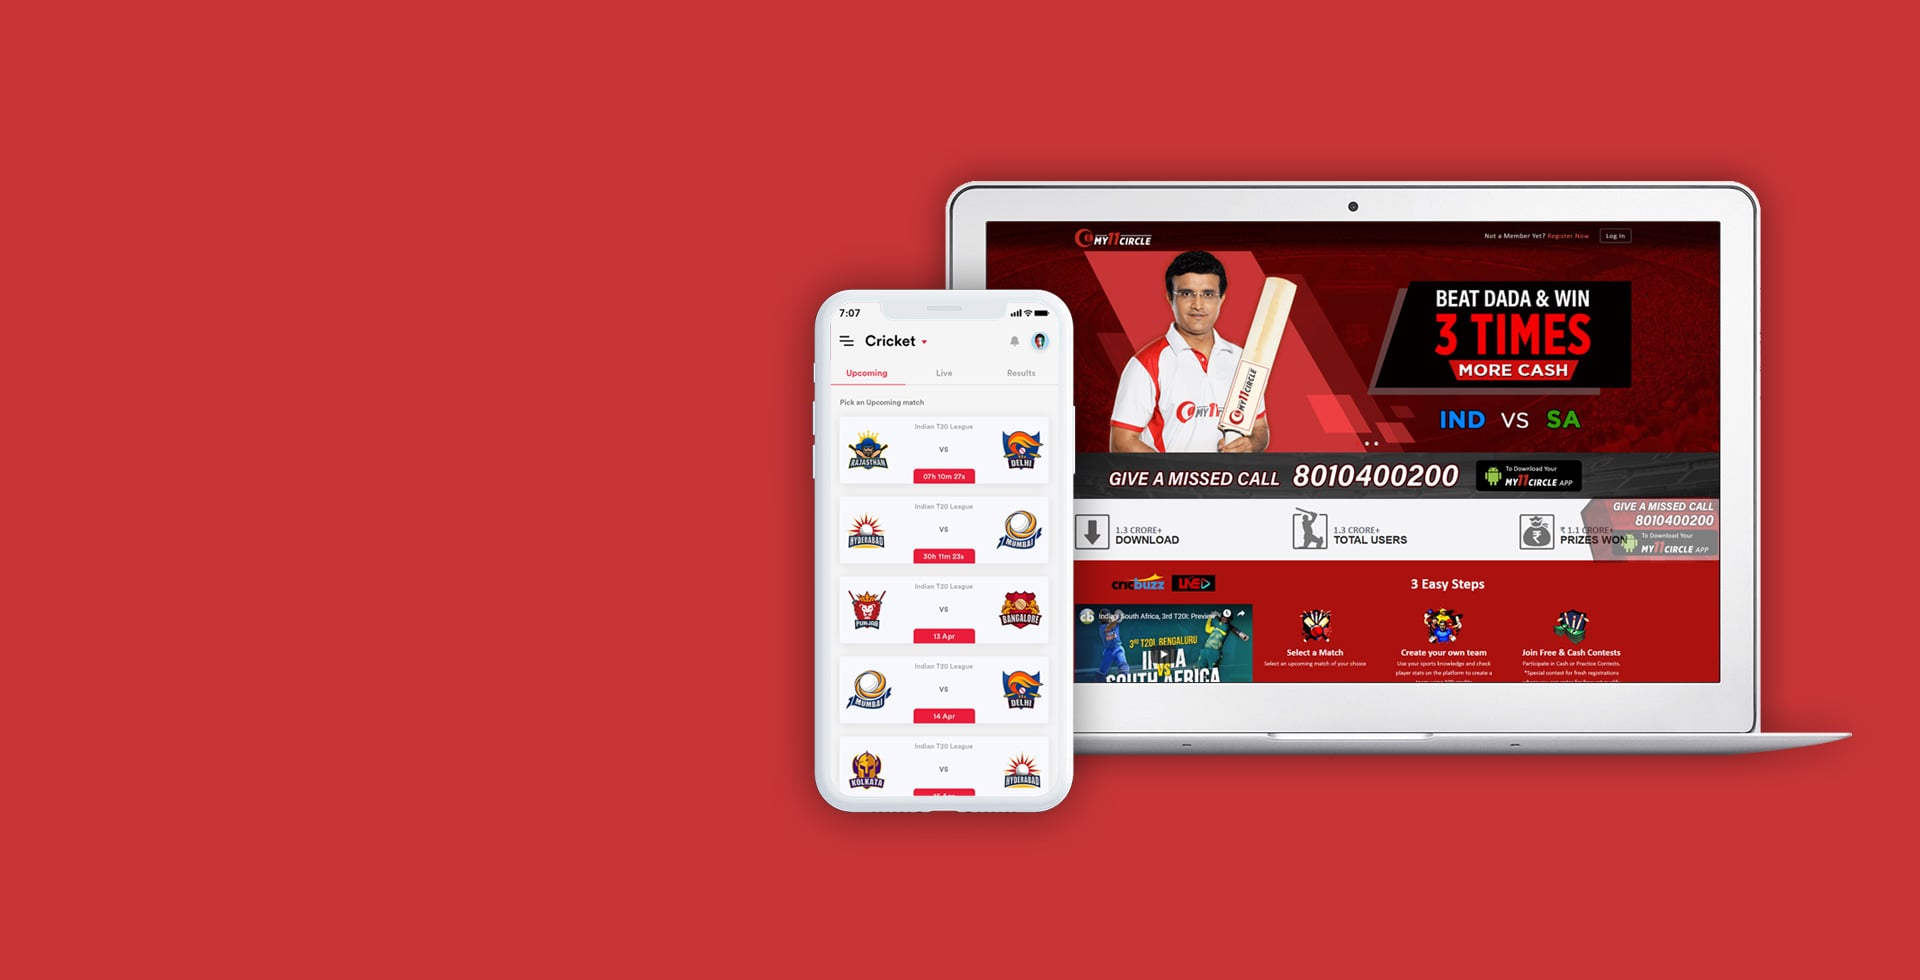 7:07
Cricket
Upcoming
Live
Results
Pick an Upcoming match
Indian T20 League
RAJASTHAN
VS
DELHI
07h 10m 27s
Indian T20 League
HYDERABAD
VS
MUMBAI
30h 11m 23s
Indian T20 League
PUNJAB
VS
BANGALORE
13 Apr
Indian T20 League
MUMBAI
VS
DELHI
14 Apr
Indian T20 League
KOLKATA
VS
HYDERABAD
MY11CIRCLE
Not a Member Yet? Register Now
Log In
BEAT DADA & WIN
3 TIMES
MORE CASH
IND VS SA
MY11
MY11CIRCLE
GIVE A MISSED CALL 8010400200
To Download Your
MY11CIRCLE APP
1.3 CRORE+
DOWNLOAD
1.3 CRORE+
TOTAL USERS
₹ 1.1 CRORE+
PRIZES WON
GIVE A MISSED CALL
8010400200
To Download Your
MY11CIRCLE APP
cricbuzz LIVE
3 Easy Steps
cb
South Africa, 3rd T20I: Preview
3RD T20I, BENGALURU
VS
SOUTH AFRICA
Select a Match
Select an upcoming match of your choice
Create your own team
Use your sports knowledge and check
player stats on the platform to create a
Join Free & Cash Contests
Participate in Cash or Practice Contests.
*Special contest for fresh registrations